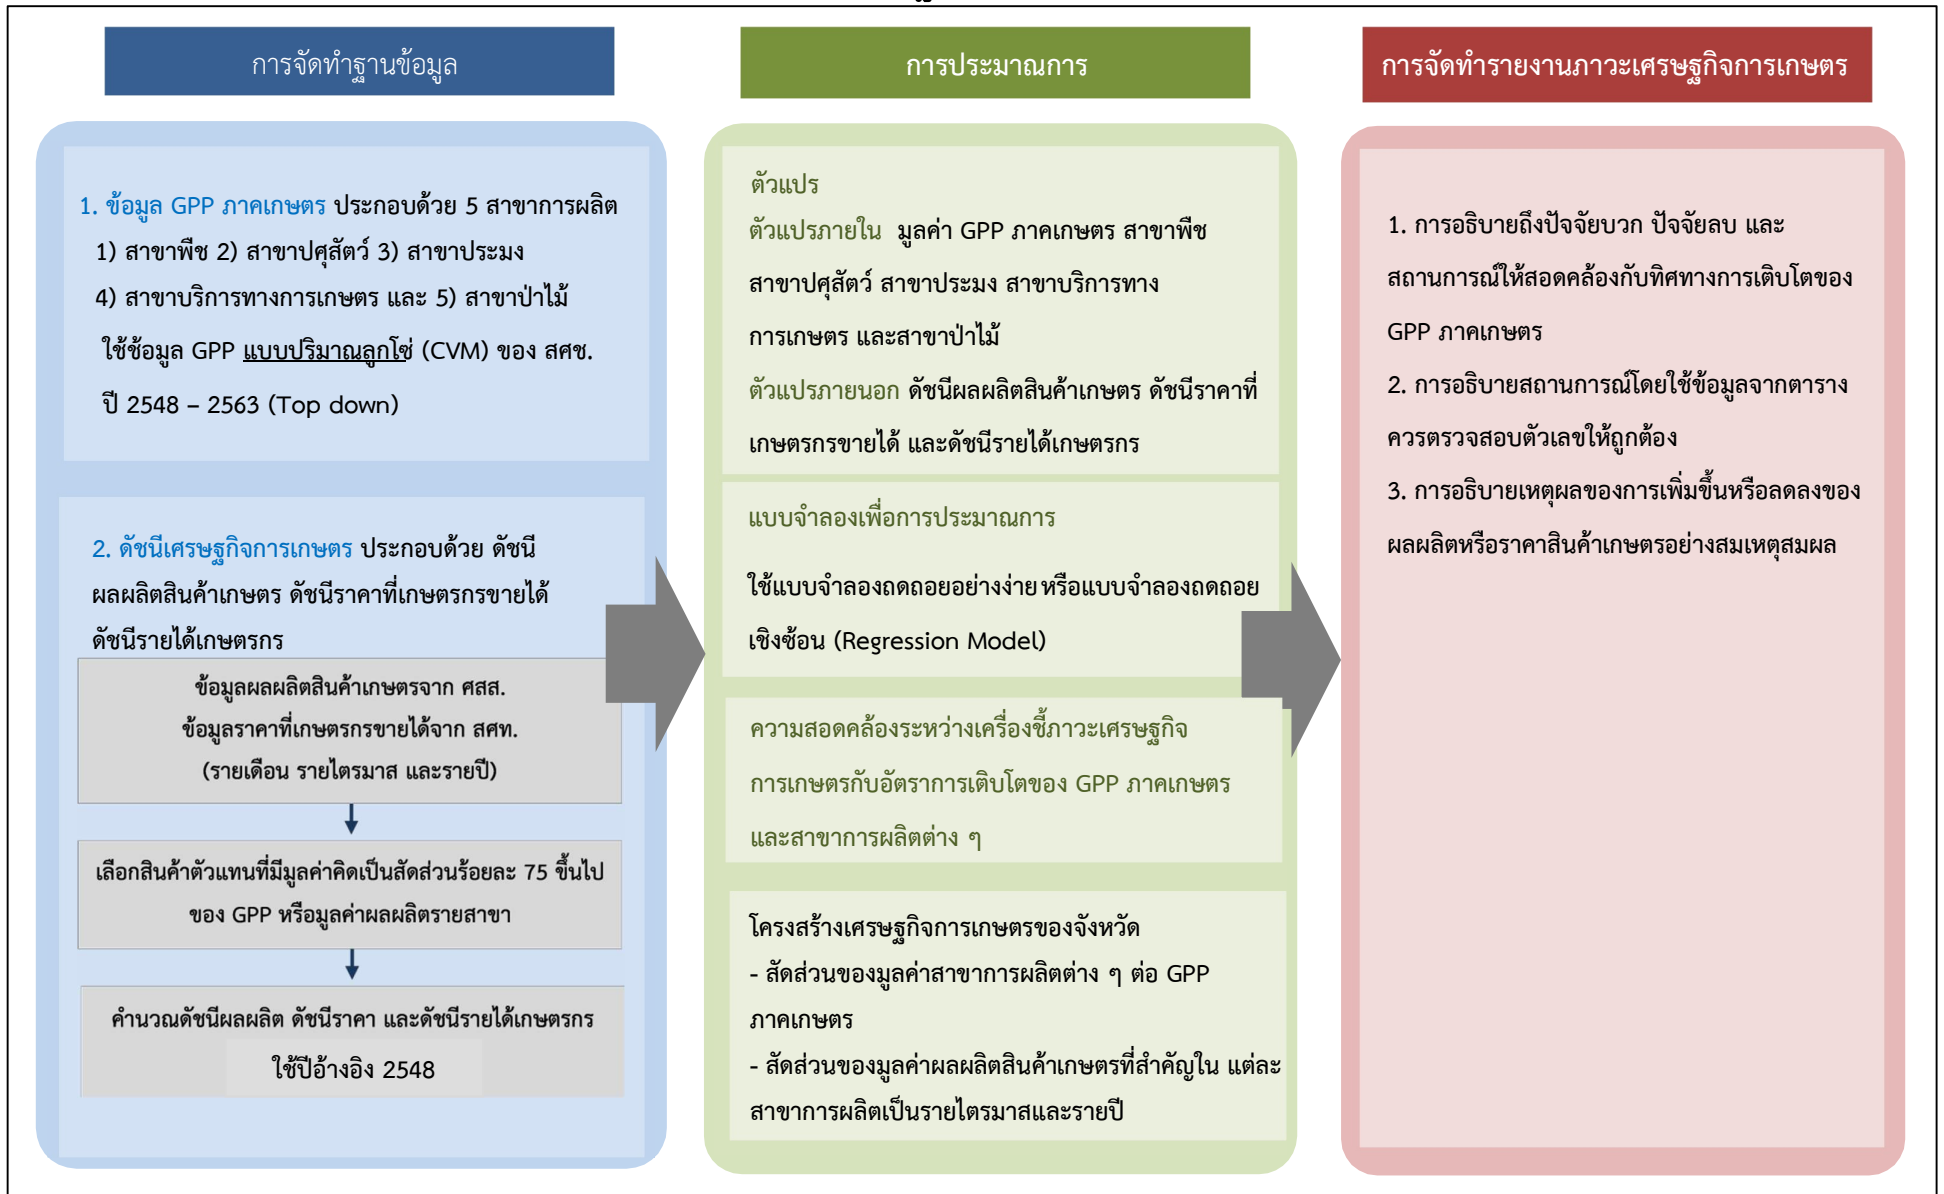 การจัดทำฐานข้อมูล
1. ข้อมูล GPP ภาคเกษตร ประกอบด้วย 5 สาขาการผลิต
1) สาขาพืช 2) สาขาปศุสัตว์ 3) สาขาประมง
4) สาขาบริการทางการเกษตร และ 5) สาขาป่าไม้
ใช้ช้อมูล GPP แบบปริมาณลูกโซ่ (CVM) ของ สศช.
ปี 2548 – 2563 (Top down)
2. ดัชนีเศรษฐกิจการเกษตร ประกอบด้วย ดัชนี
ผลผลิตสินค้าเกษตร ดัชนีราคาที่เกษตรกรขายได้
ดัชนีรายได้เกษตรกร
ข้อมูลผลผลิตสินค้าเกษตรจาก ศสส.
ข้อมูลราคาที่เกษตรกรขายได้จาก สศท.
(รายเดือน รายไตรมาส และรายปี)
เลือกสินค้าตัวแทนที่มีมูลค่าคิดเป็นสัดส่วนร้อยละ 75 ขึ้นไป
ของ GPP หรือมูลค่าผลผลิตรายสาขา
คำนวณดัชนีผลผลิต ดัชนีราคา และดัชนีรายได้เกษตรกร
ใช้ปีอ้างอิง 2548
การประมาณการ
ตัวแปร
ตัวแปรภายใน มูลค่า GPP ภาคเกษตร สาขาพืช
สาขาปศุสัตว์ สาขาประมง สาขาบริการทาง
การเกษตร และสาขาป่าไม้
ตัวแปรภายนอก ดัชนีผลผลิตสินค้าเกษตร ดัชนีราคาที่
เกษตรกรขายได้ และดัชนีรายได้เกษตรกร
แบบจำลองเพื่อการประมาณการ
ใช้แบบจำลองถดถอยอย่างง่าย หรือแบบจำลองถดถอย
เชิงซ้อน (Regression Model)
ความสอดคล้องระหว่างเครื่องชี้ภาวะเศรษฐกิจ
การเกษตรกับอัตราการเติบโตของ GPP ภาคเกษตร
และสาขาการผลิตต่าง ๆ
โครงสร้างเศรษฐกิจการเกษตรของจังหวัด
- สัดส่วนของมูลค่าสาขาการผลิตต่าง ๆ ต่อ GPP
ภาคเกษตร
- สัดส่วนของมูลค่าผลผลิตสินค้าเกษตรที่สำคัญใน แต่ละ
สาขาการผลิตเป็นรายไตรมาสและรายปี
การจัดทำรายงานภาวะเศรษฐกิจการเกษตร
1. การอธิบายถึงปัจจัยบวก ปัจจัยลบ และ
สถานการณ์ให้สอดคล้องกับทิศทางการเติบโตของ
GPP ภาคเกษตร
2. การอธิบายสถานการณ์โดยใช้ข้อมูลจากตาราง
ควรตรวจสอบตัวเลขให้ถูกต้อง
3. การอธิบายเหตุผลของการเพิ่มขึ้นหรือลดลงของ
ผลผลิตหรือราคาสินค้าเกษตรอย่างสมเหตุสมผล